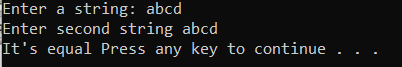 Enter a string: abcd
Enter second string abcd
It's equal Press any key to continue . . .